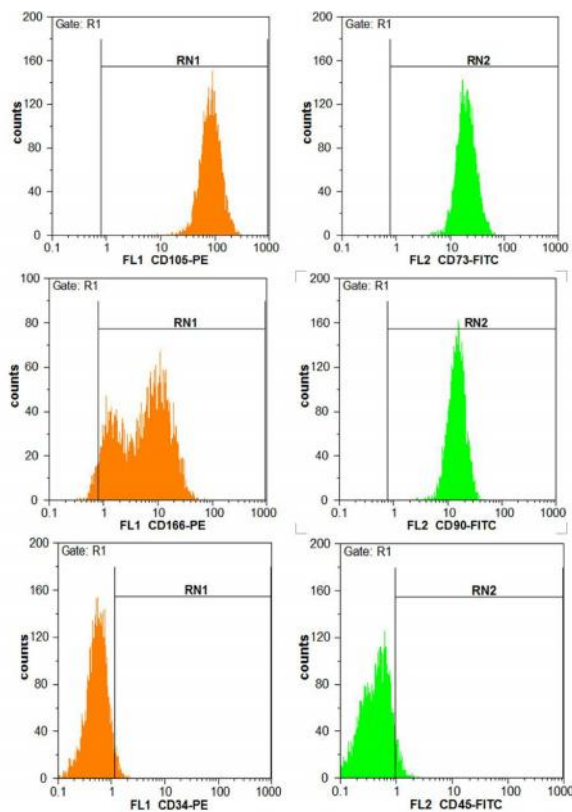 Gate: R1
RN1
counts
200
160
120
80
40
0
0.1 1 10 100 1000
FL1 CD105-PE
Gate: R1
RN2
200
160
120
80
40
0
0.1 1 10 100 1000
FL2 CD73-FITC
Gate: R1
RN1
counts
100
80
60
40
20
0
0.1 1 10 100 1000
FL1 CD166-PE
Gate: R1
RN2
counts
200
160
120
80
40
0
0.1 1 10 100 1000
FL2 CD90-FITC
Gate: R1
RN1
counts
200
160
120
80
40
0
0.1 1 10 100 1000
FL1 CD34-PE
Gate: R1
RN2
counts
200
160
120
80
40
0
0.1 1 10 100 1000
FL2 CD45-FITC